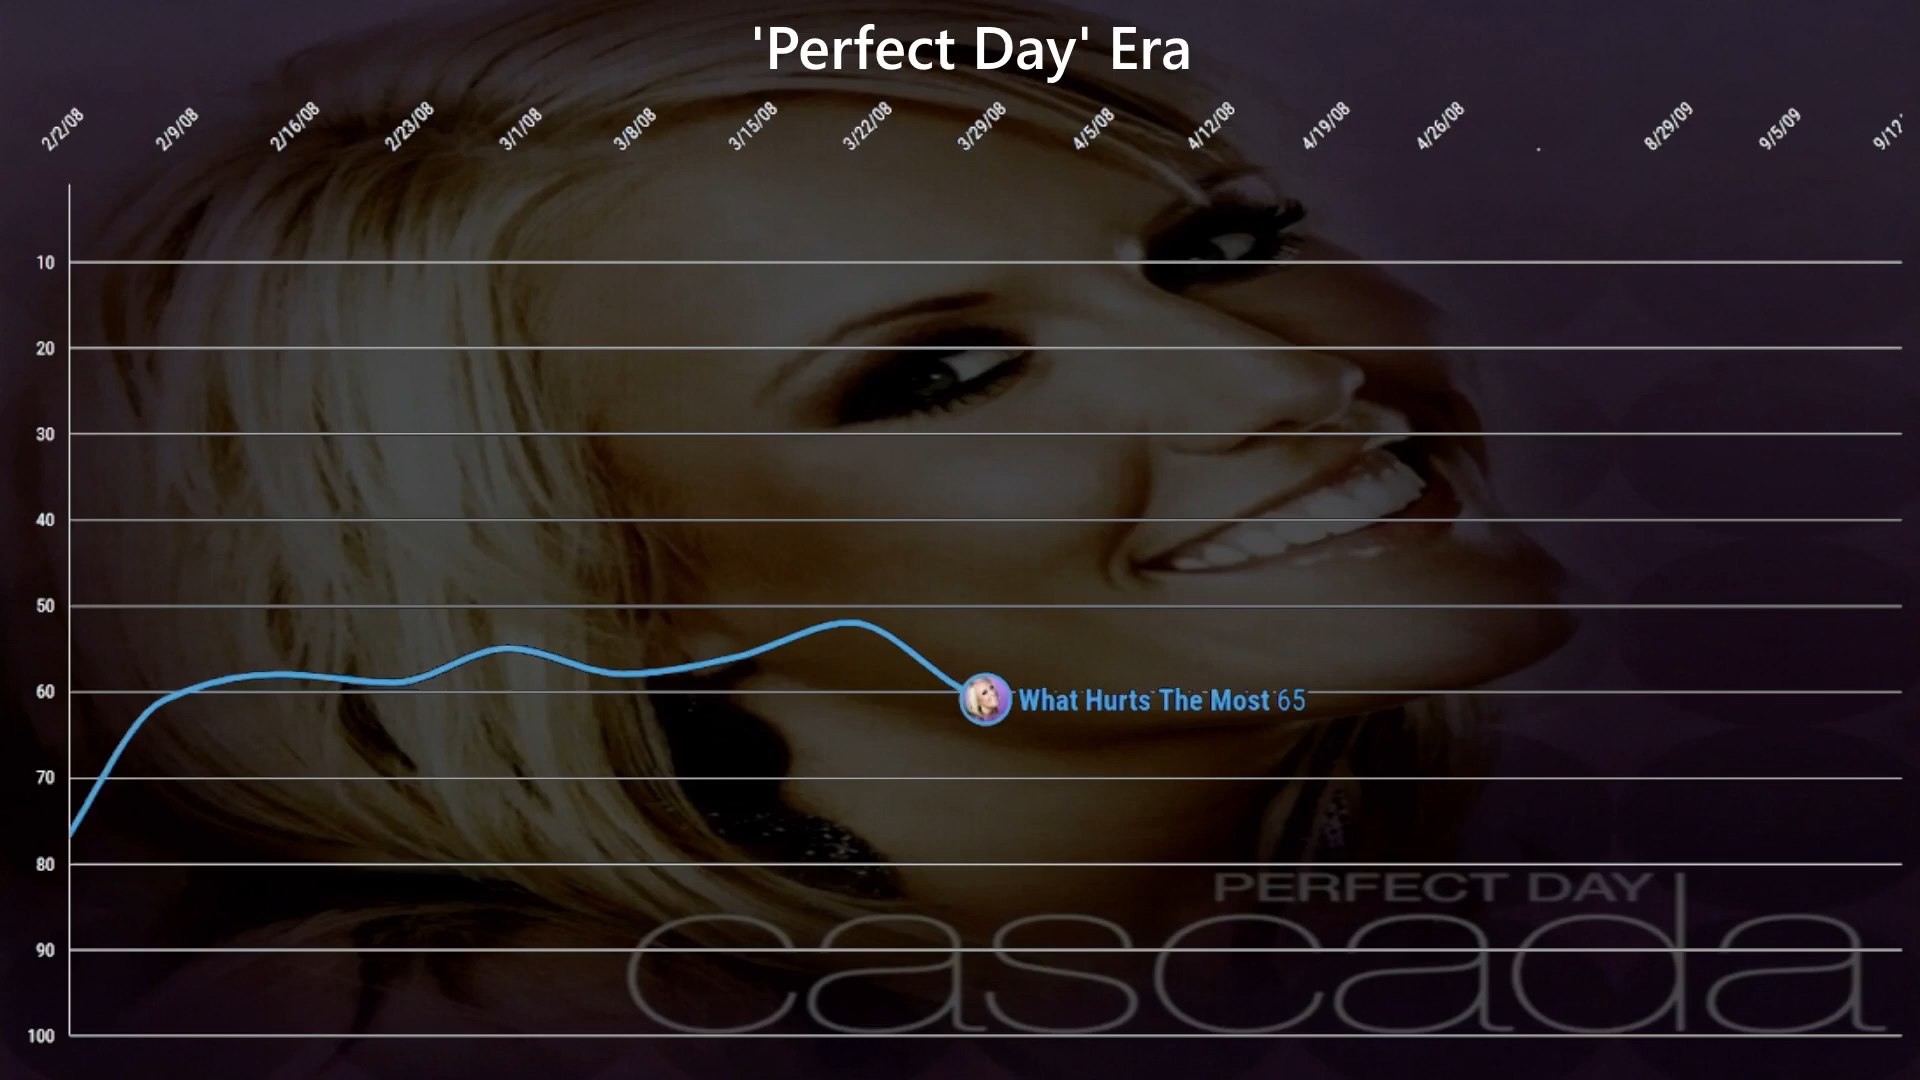 'Perfect Day' Era
2/2/08 2/9/08 2/16/08 2/23/08 3/1/08 3/8/08 3/15/08 3/22/08 3/29/08 4/5/08 4/12/08 4/19/08 4/26/08 . 8/29/09 9/5/09 9/12'
10
20
30
40
50
60
What Hurts The Most 65
70
80
PERFECT DAY
cascada
90
100